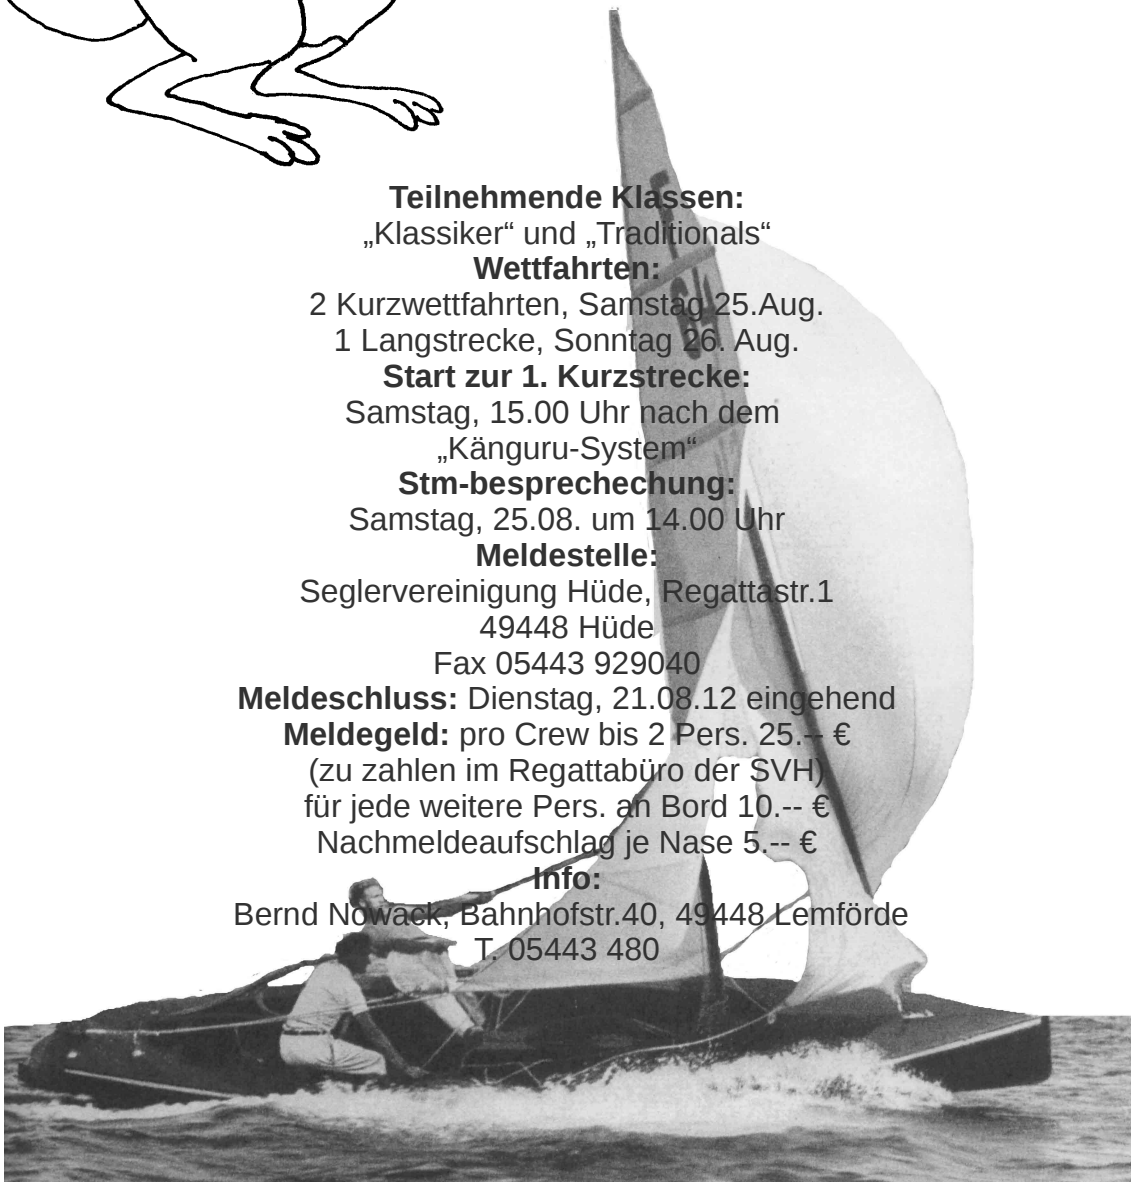 Teilnehmende Klassen:
„Klassiker“ und „Traditionals“
Wettfahrten:
2 Kurzwettfahrten, Samstag 25.Aug.
1 Langstrecke, Sonntag 26. Aug.
Start zur 1. Kurzstrecke:
Samstag, 15.00 Uhr nach dem
„Känguru-System“
Stm-besprechechung:
Samstag, 25.08. um 14.00 Uhr
Meldestelle:
Seglervereinigung Hüde, Regattastr.1
49448 Hüde
Fax 05443 929040
Meldeschluss: Dienstag, 21.08.12 eingehend
Meldegeld: pro Crew bis 2 Pers. 25.-- €
(zu zahlen im Regattabüro der SVH)
für jede weitere Pers. an Bord 10.-- €
Nachmeldeaufschlag je Nase 5.-- €
Info:
Bernd Nowack, Bahnhofstr.40, 49448 Lemförde
T. 05443 480